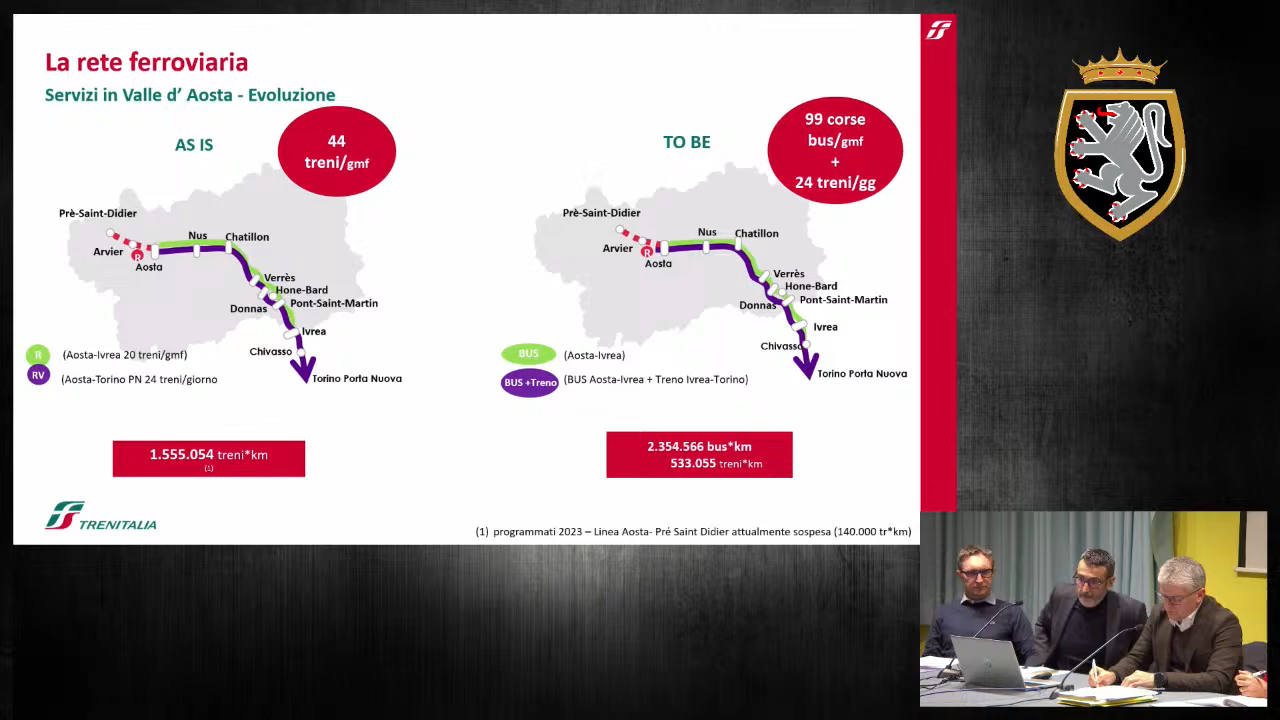 La rete ferroviaria
Servizi in Valle d’ Aosta - Evoluzione
AS IS
44
treni/gmf
Prè-Saint-Didier
Arvier
R
Aosta
Nus
Chatillon
Verrès
Hone-Bard
Donnas
Pont-Saint-Martin
Ivrea
Chivasso
Torino Porta Nuova
R (Aosta-Ivrea 20 treni/gmf)
RV (Aosta-Torino PN 24 treni/giorno
1.555.054 treni*km
(1)
TO BE
99 corse
bus/gmf
+
24 treni/gg
Prè-Saint-Didier
Arvier
R
Aosta
Nus
Chatillon
Verrès
Hone-Bard
Donnas
Pont-Saint-Martin
Ivrea
Chivasso
Torino Porta Nuova
BUS (Aosta-Ivrea)
BUS +Treno (BUS Aosta-Ivrea + Treno Ivrea-Torino)
2.354.566 bus*km
533.055 treni*km
TRENITALIA
(1) programmati 2023 – Linea Aosta- Pré Saint Didier attualmente sospesa (140.000 tr*km)